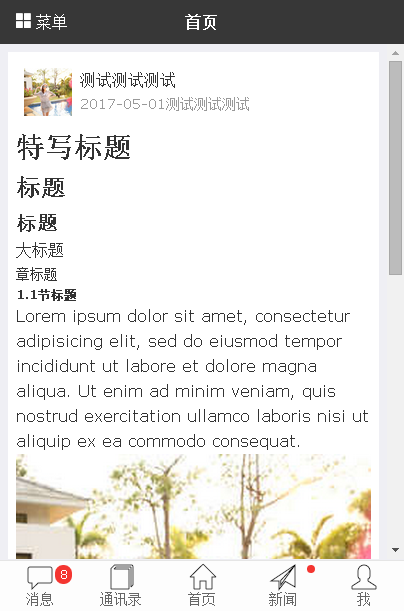 菜单
首页
测试测试测试
2017-05-01测试测试测试
特写标题
标题
标题
大标题
章标题
1.1节标题
Lorem ipsum dolor sit amet, consectetur
adipisicing elit, sed do eiusmod tempor
incididunt ut labore et dolore magna
aliqua. Ut enim ad minim veniam, quis
nostrud exercitation ullamco laboris nisi ut
aliquip ex ea commodo consequat.
8
消息
通讯录
首页
新闻
我